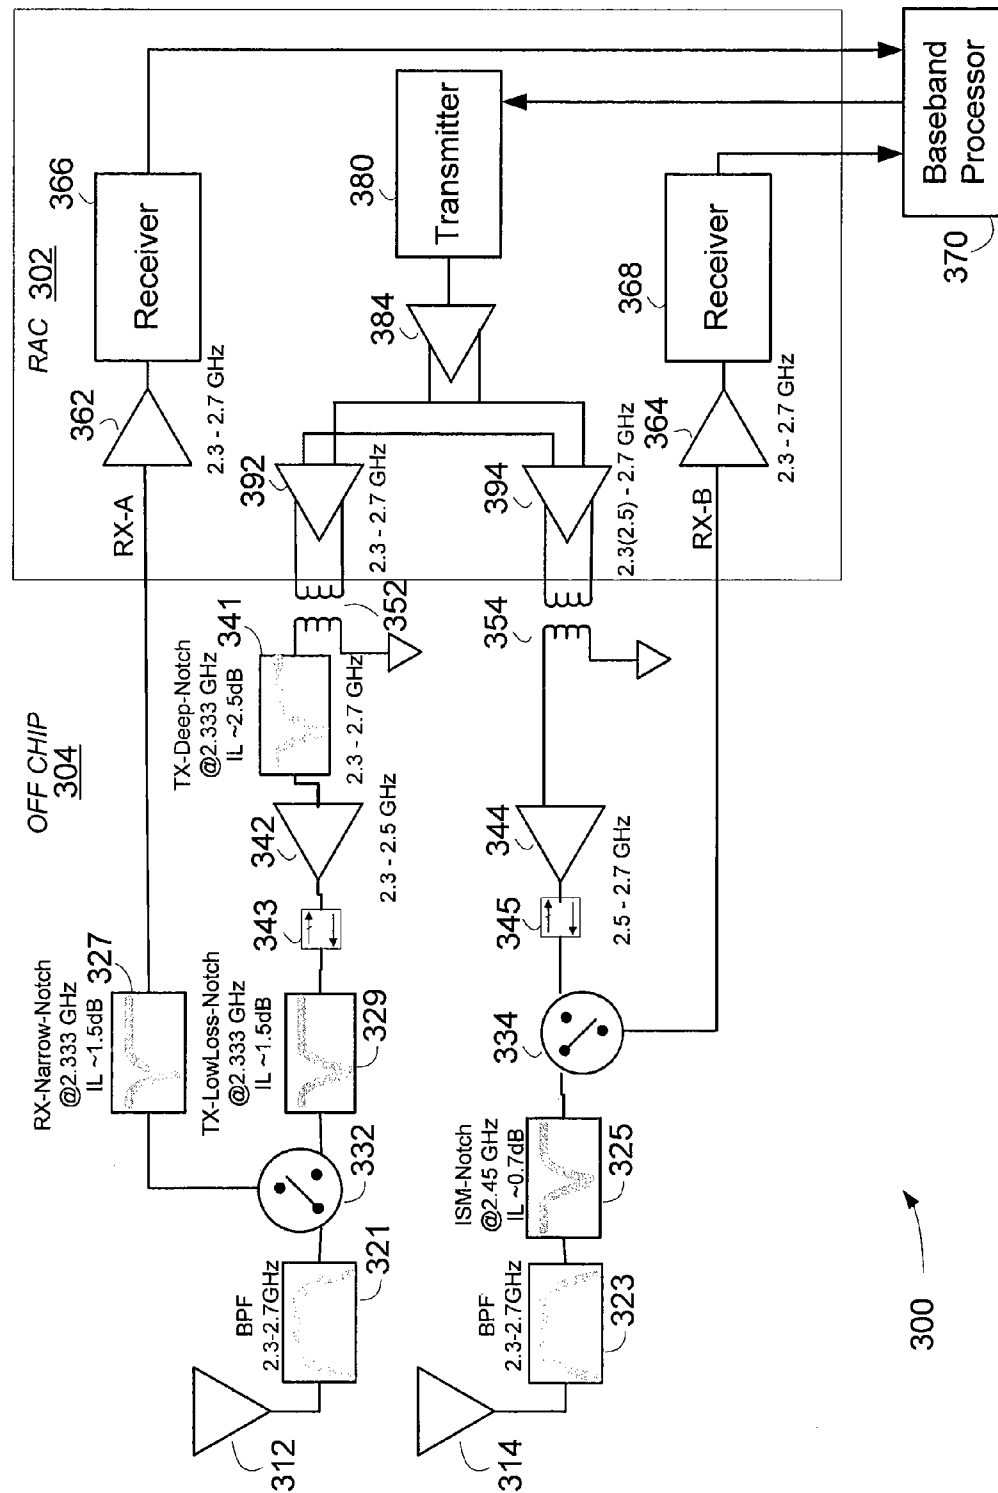 OFF CHIP
304
RAC 302
RX-Narrow-Notch
@2.333 GHz
IL ~1.5dB
327
RX-A
362
2.3 - 2.7 GHz
Receiver
366
TX-Deep-Notch
@2.333 GHz
IL ~2.5dB
341
2.3 - 2.7 GHz
352
392
2.3 - 2.7 GHz
384
Transmitter
380
312
BPF
2.3-2.7GHz
321
332
TX-LowLoss-Notch
@2.333 GHz
IL ~1.5dB
329
343
342
2.3 - 2.5 GHz
314
BPF
2.3-2.7GHz
323
ISM-Notch
@2.45 GHz
IL ~0.7dB
325
334
345
344
2.5 - 2.7 GHz
354
394
2.3(2.5) - 2.7 GHz
RX-B
364
2.3 - 2.7 GHz
Receiver
368
Baseband
Processor
370
300